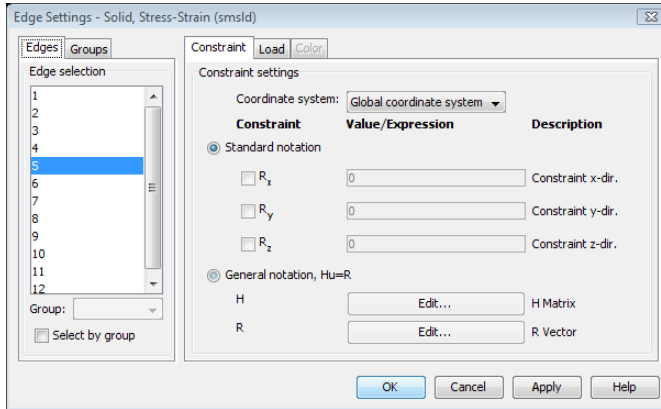 Edge Settings - Solid, Stress-Strain (smsld)
Edges Groups
Edge selection
1
2
3
4
5
6
7
8
9
10
11
12
Group:
Select by group
Constraint Load Color
Constraint settings
Coordinate system: Global coordinate system
Constraint Value/Expression Description
Standard notation
Rx 0 Constraint x-dir.
Ry 0 Constraint y-dir.
Rz 0 Constraint z-dir.
General notation, Hu=R
H Edit... H Matrix
R Edit... R Vector
OK Cancel Apply Help